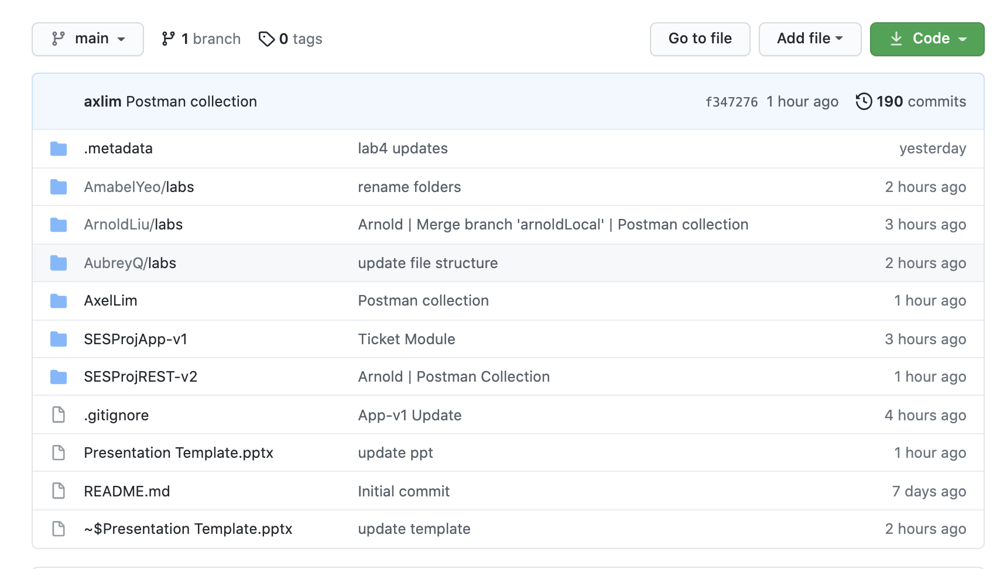 main 1 branch 0 tags Go to file Add file Code
axlim Postman collection f347276 1 hour ago 190 commits
.metadata lab4 updates yesterday
AmabelYeo/labs rename folders 2 hours ago
ArnoldLiu/labs Arnold | Merge branch 'arnoldLocal' | Postman collection 3 hours ago
AubreyQ/labs update file structure 2 hours ago
AxelLim Postman collection 1 hour ago
SESProjApp-v1 Ticket Module 3 hours ago
SESProjREST-v2 Arnold | Postman Collection 1 hour ago
.gitignore App-v1 Update 4 hours ago
Presentation Template.pptx update ppt 1 hour ago
README.md Initial commit 7 days ago
~$Presentation Template.pptx update template 2 hours ago